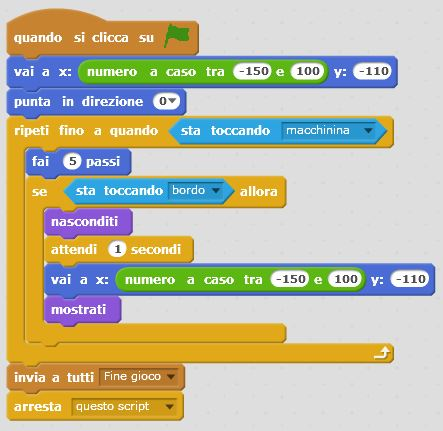 quando si clicca su
vai a x: numero a caso tra -150 e 100 y: -110
punta in direzione 0
ripeti fino a quando sta toccando macchinina
fai 5 passi
se sta toccando bordo allora
nasconditi
attendi 1 secondi
vai a x: numero a caso tra -150 e 100 y: -110
mostrati
invia a tutti Fine gioco
arresta questo script